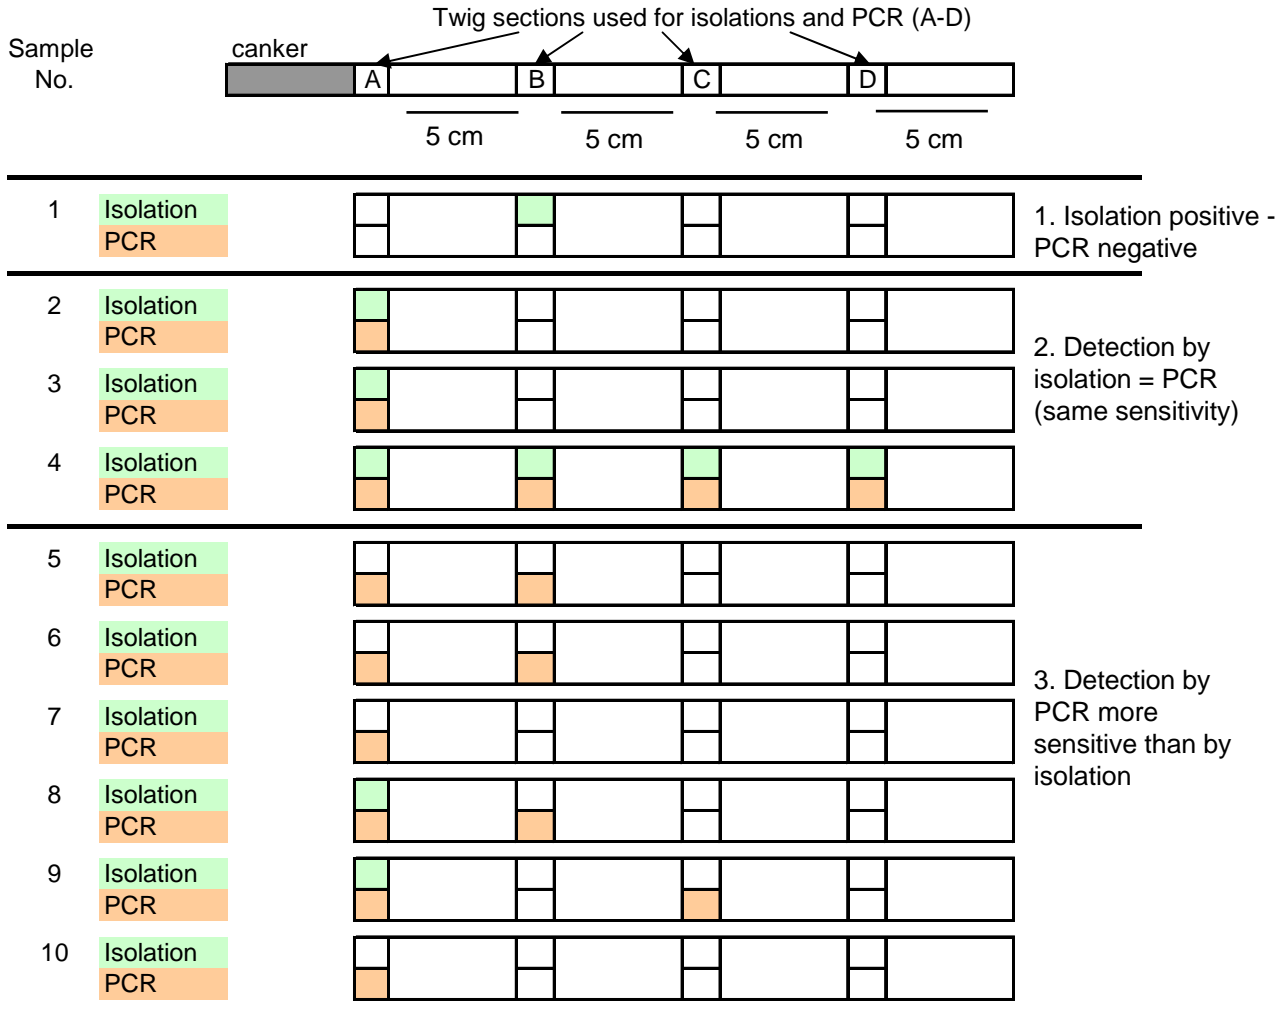 Twig sections used for isolations and PCR (A-D)
Sample
No.
canker
A B C D
5 cm 5 cm 5 cm 5 cm
1 Isolation
PCR
1. Isolation positive -
PCR negative
2 Isolation
PCR
3 Isolation
PCR
4 Isolation
PCR
2. Detection by
isolation = PCR
(same sensitivity)
5 Isolation
PCR
6 Isolation
PCR
7 Isolation
PCR
8 Isolation
PCR
9 Isolation
PCR
10 Isolation
PCR
3. Detection by
PCR more
sensitive than by
isolation